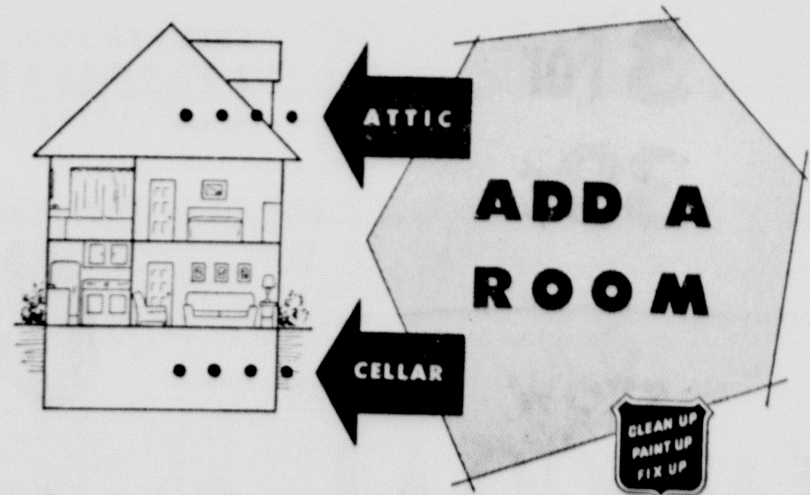 ATTIC
ADD A
ROOM
CELLAR
CLEAN UP
PAINT UP
FIX UP